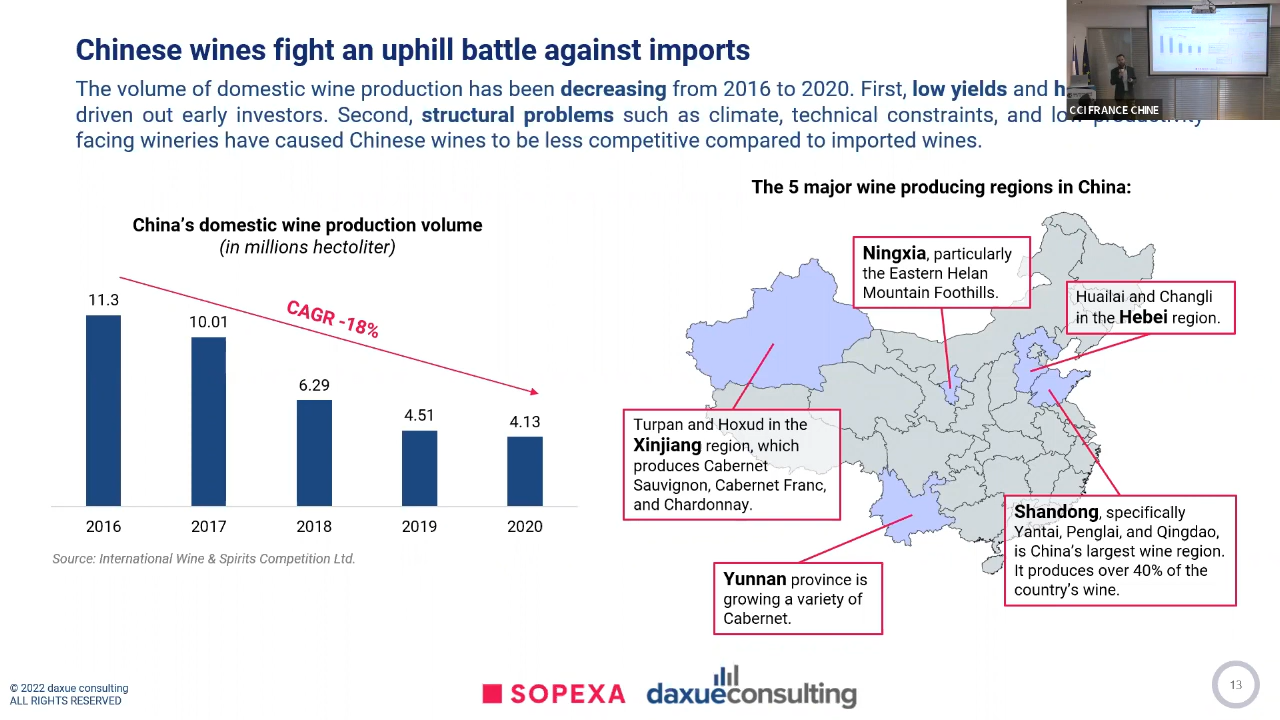 Chinese wines fight an uphill battle against imports
The volume of domestic wine production has been decreasing from 2016 to 2020. First, low yields and
driven out early investors. Second, structural problems such as climate, technical constraints, and low productivity
facing wineries have caused Chinese wines to be less competitive compared to imported wines.
CCI FRANCE CHINE
The 5 major wine producing regions in China:
China's domestic wine production volume
(in millions hectoliter)
CAGR -18%
11.3
10.01
6.29
4.51
4.13
2016
2017
2018
2019
2020
Source: International Wine & Spirits Competition Ltd.
Ningxia, particularly
the Eastern Helan
Mountain Foothills.
Huailai and Changli
in the Hebei region.
Turpan and Hoxud in the
Xinjiang region, which
produces Cabernet
Sauvignon, Cabernet Franc,
and Chardonnay.
Shandong, specifically
Yantai, Penglai, and Qingdao,
is China's largest wine region.
It produces over 40% of the
country's wine.
Yunnan province is
growing a variety of
Cabernet.
© 2022 daxue consulting
ALL RIGHTS RESERVED
SOPEXA
daxueconsulting
13